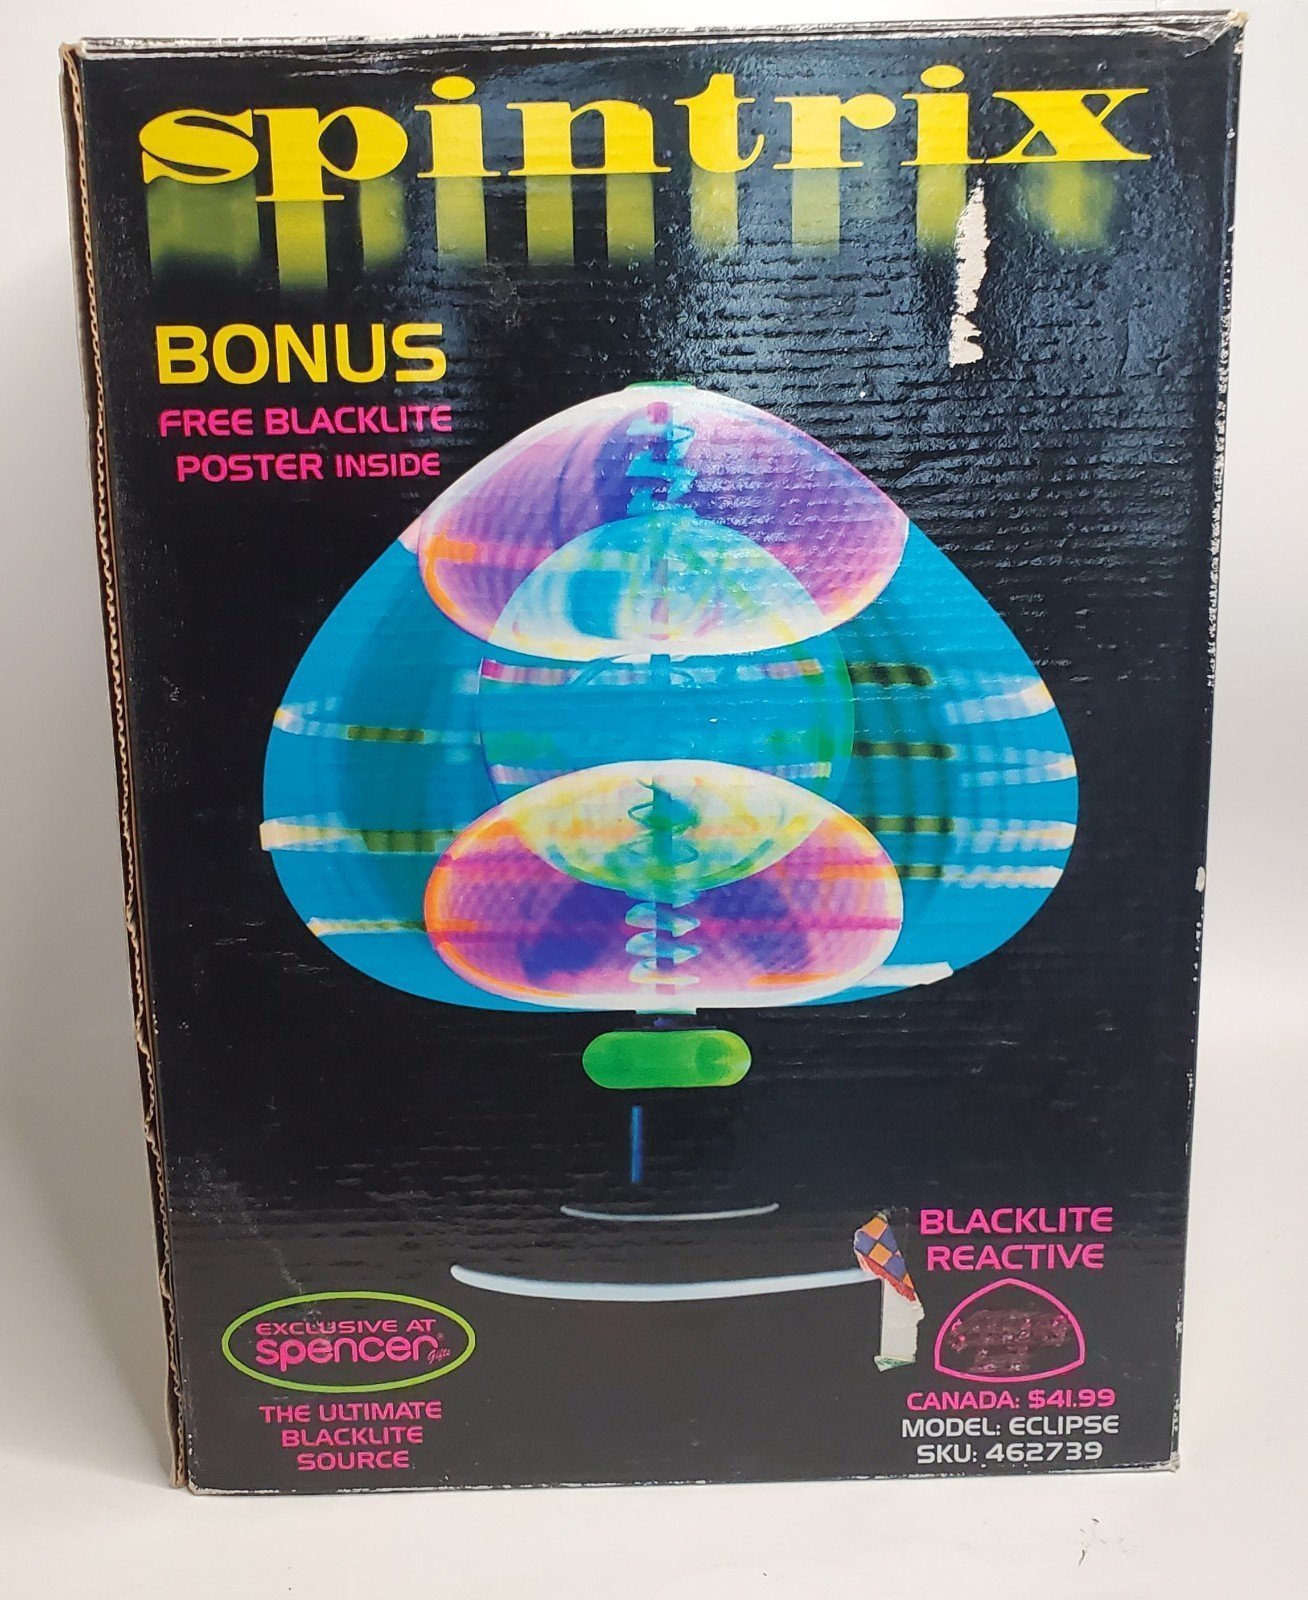 spintrix
BONUS
FREE BLACKLITE
POSTER INSIDE
BLACKLITE
REACTIVE
EXCLUSIVE AT
spencer®
Gifts
THE ULTIMATE
BLACKLITE
SOURCE
CANADA: $41.99
MODEL: ECLIPSE
SKU: 462739